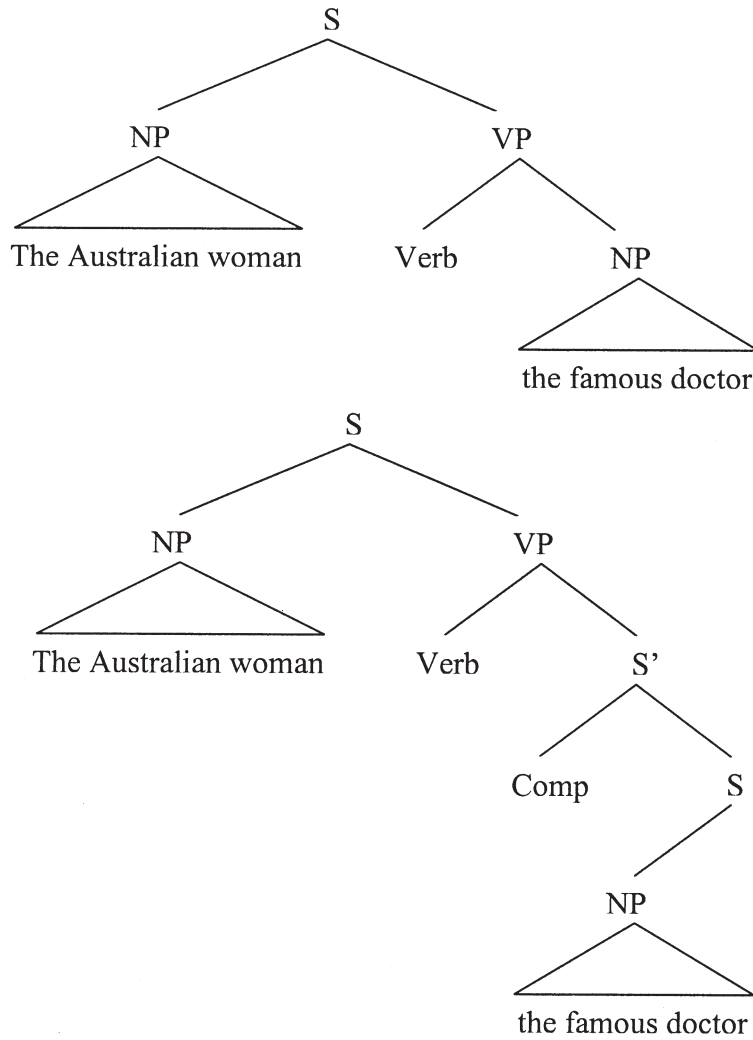 S
NP VP
The Australian woman Verb NP
the famous doctor
S
NP VP
The Australian woman Verb S’
Comp S
NP
the famous doctor